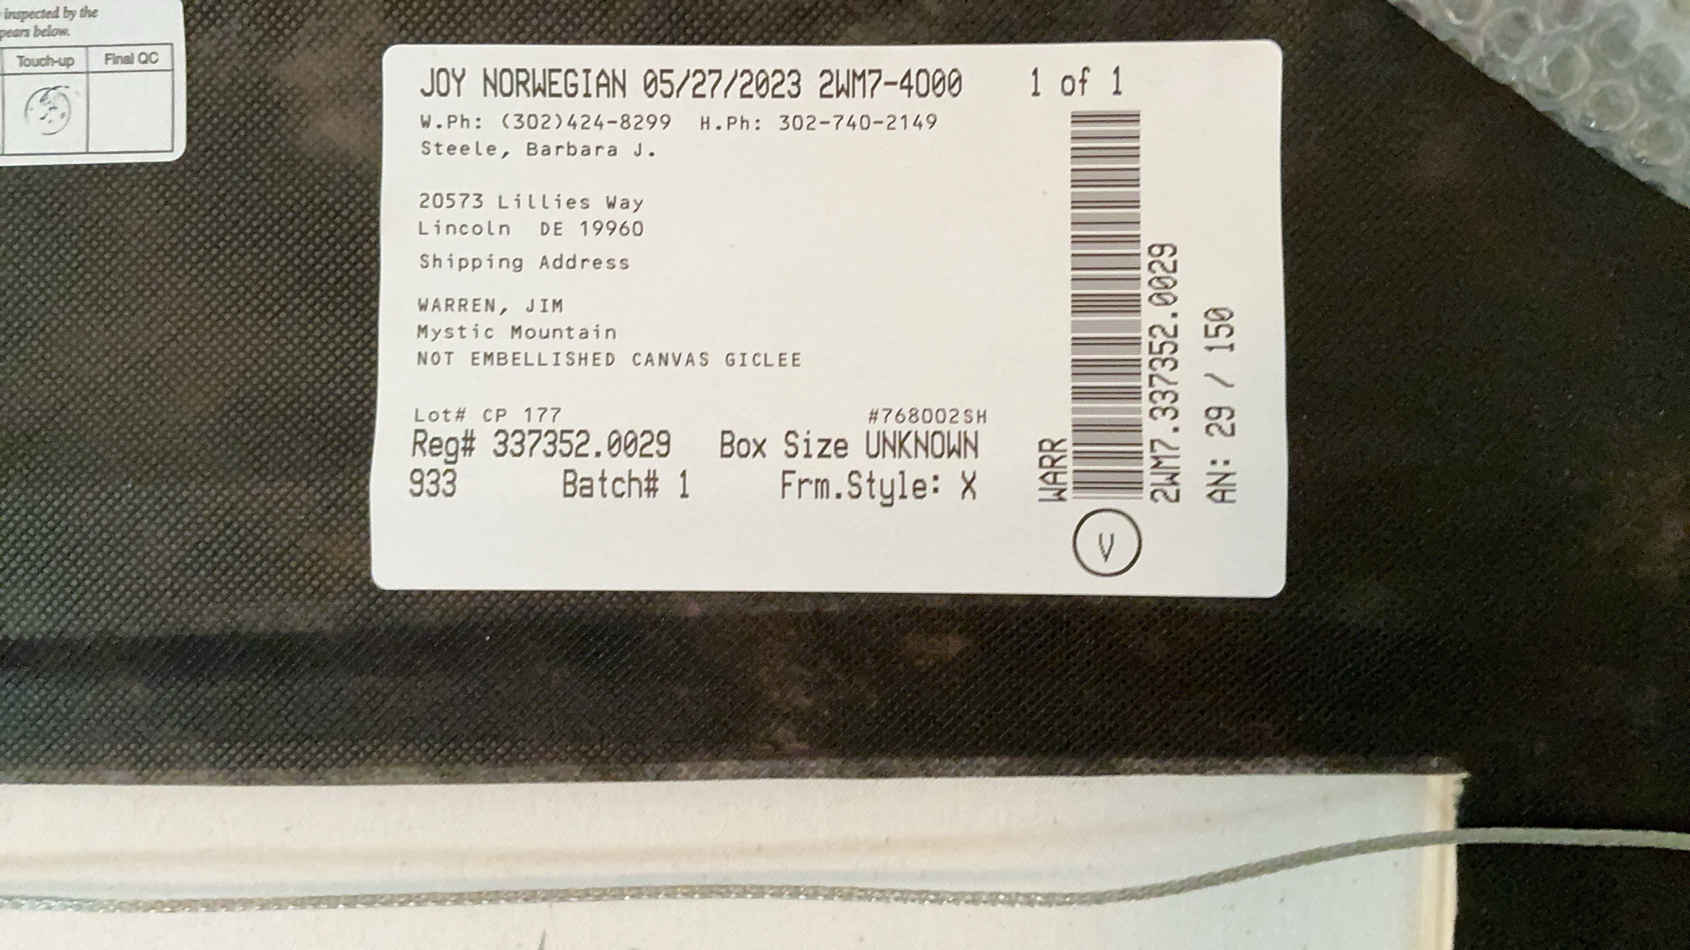 inspected by the
pears below.
Touch-up Final QC
JOY NORWEGIAN 05/27/2023 2WM7-4000 1 of 1
W.Ph: (302)424-8299 H.Ph: 302-740-2149
Steele, Barbara J.
20573 Lillies Way
Lincoln DE 19960
Shipping Address
WARREN, JIM
Mystic Mountain
NOT EMBELLISHED CANVAS GICLEE
Lot# CP 177 #768002SH
Reg# 337352.0029 Box Size UNKNOWN
933 Batch# 1 Frm.Style: X
WARR
2WM7.337352.0029
AN: 29 / 150
V